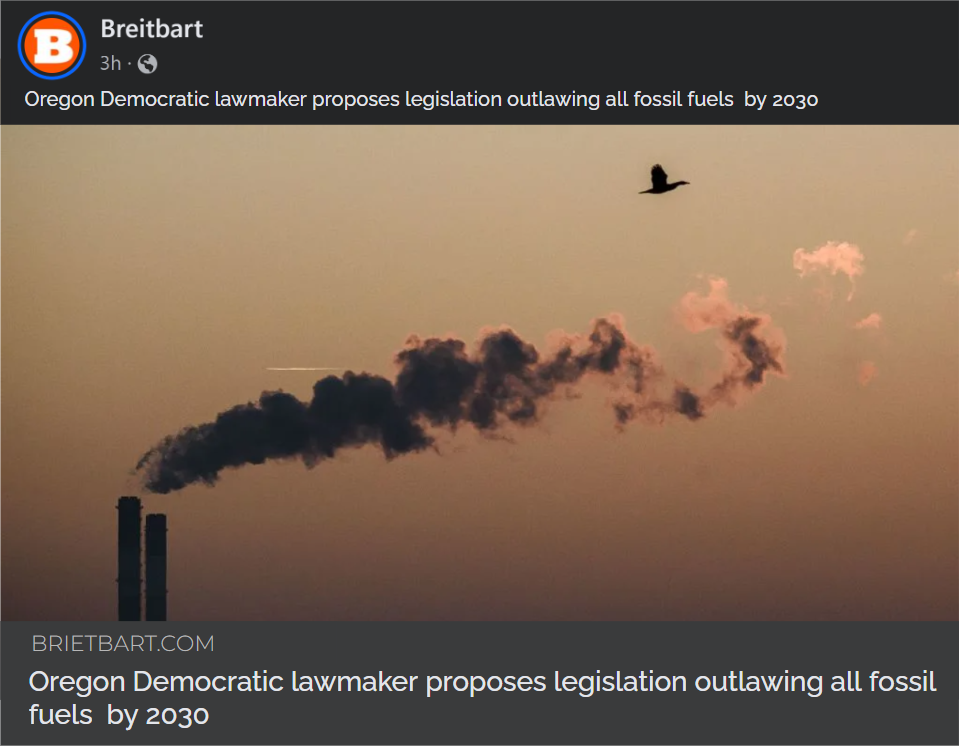 B
Breitbart
3h ·
Oregon Democratic lawmaker proposes legislation outlawing all fossil fuels  by 2030
BRIETBART.COM
Oregon Democratic lawmaker proposes legislation outlawing all fossil
fuels  by 2030